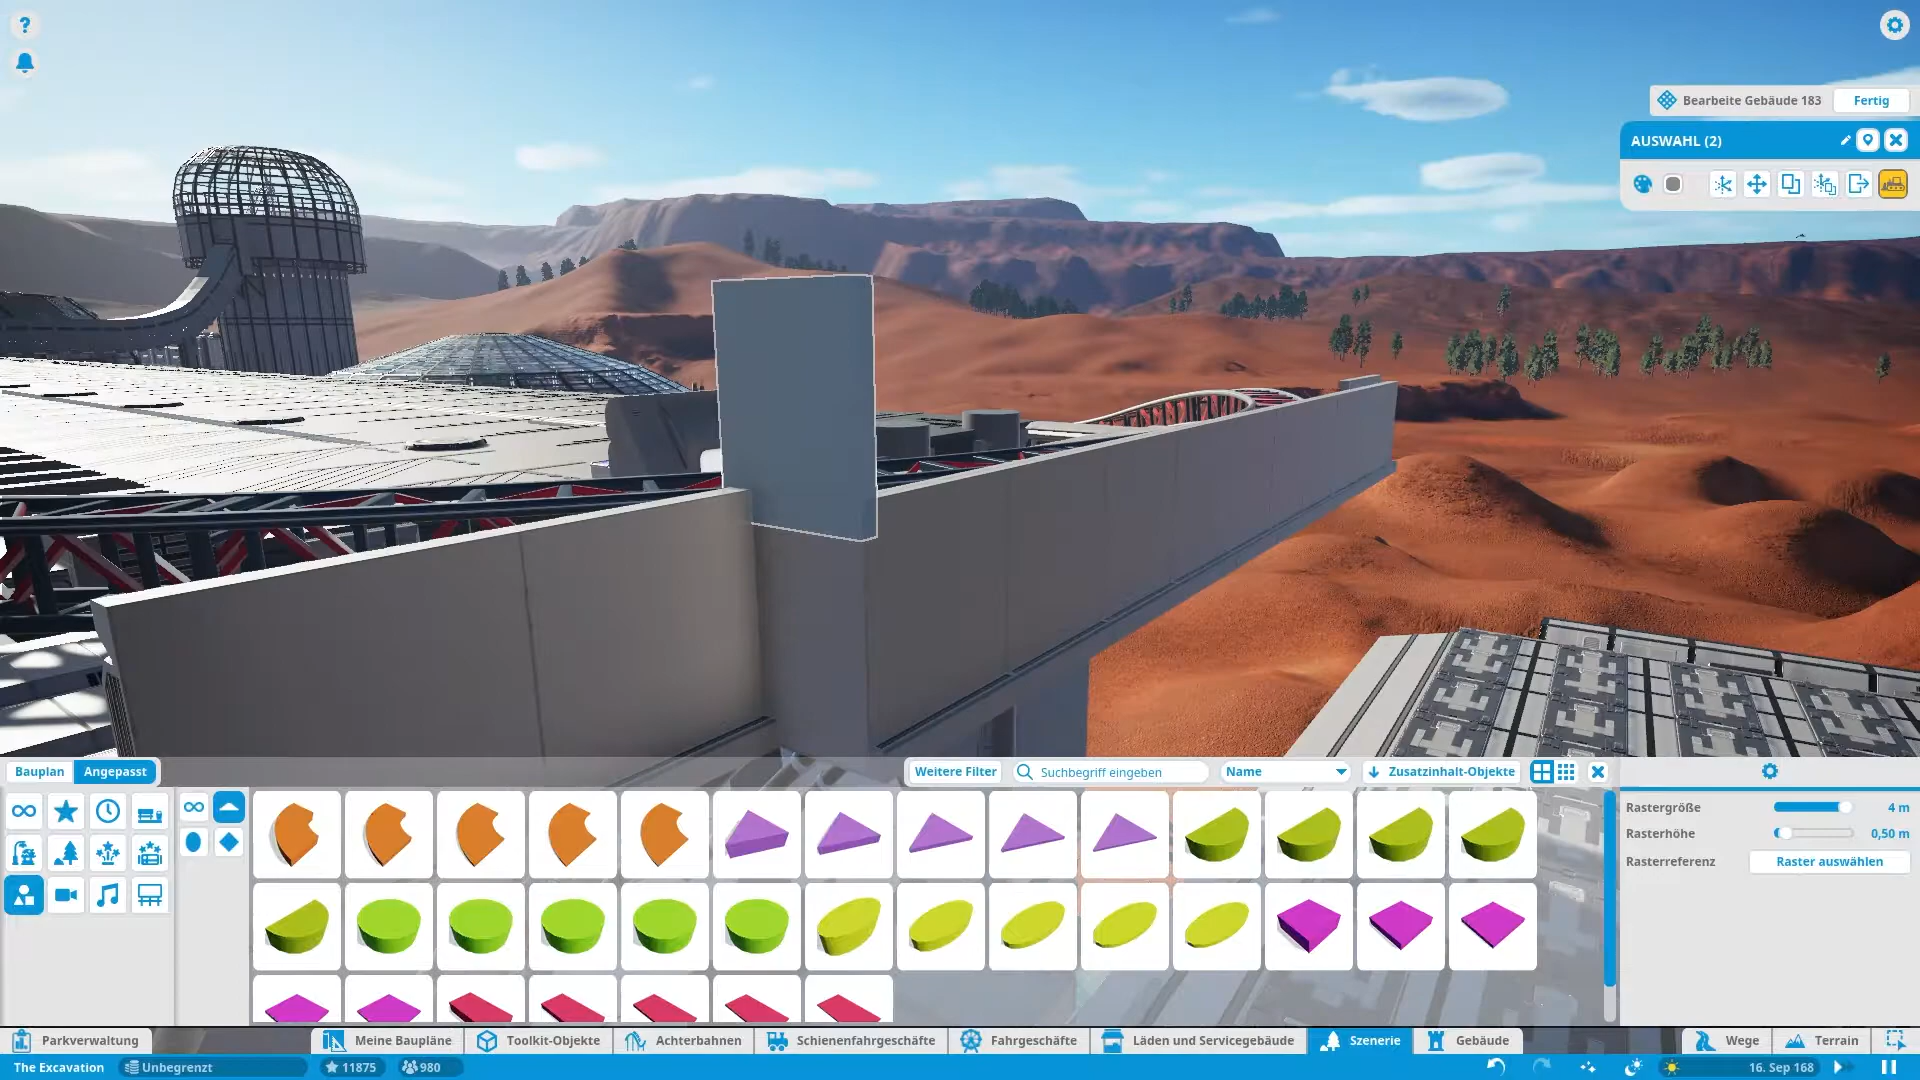 ?
Bearbeite Gebäude 183 Fertig
AUSWAHL (2)
Bauplan Angepasst
Weitere Filter Suchbegriff eingeben Name Zusatzinhalt-Objekte
Rastergröße 4 m
Rasterhöhe 0,50 m
Rasterreferenz Raster auswählen
Parkverwaltung Meine Baupläne Toolkit-Objekte Achterbahnen Schienenfahrgeschäfte Fahrgeschäfte Läden und Servicegebäude Szenerie Gebäude Wege Terrain
The Excavation Unbegrenzt 11875 980 16. Sep 168